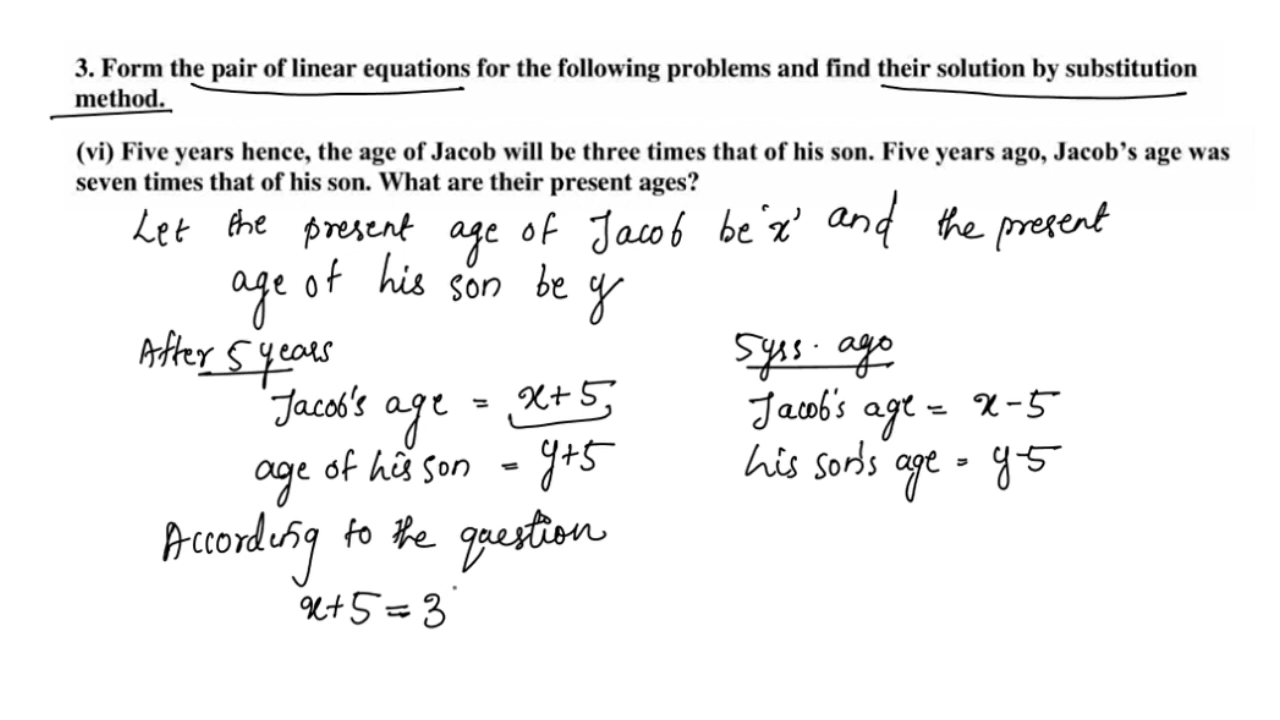 3. Form the pair of linear equations for the following problems and find their solution by substitution
method.
(vi) Five years hence, the age of Jacob will be three times that of his son. Five years ago, Jacob's age was
seven times that of his son. What are their present ages?
Let the present age of Jacob be 'x' and the present
age of his son be y
After 5 years
Jacob's age = x+5,
age of his son = y+5
5yrs. ago
Jacob's age = x-5
his son's age = y-5
According to the question
x+5=3